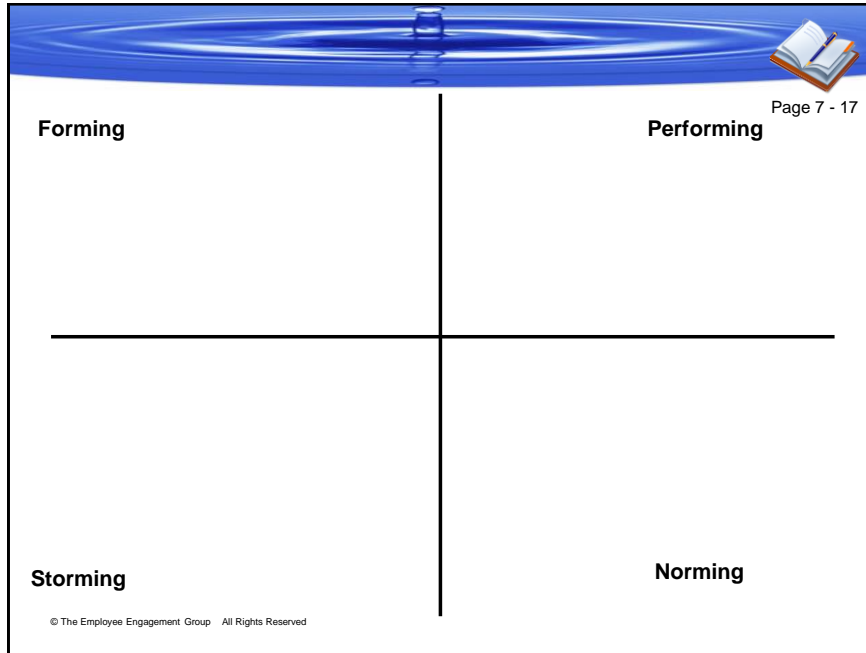 Page 7 - 17
Forming
Performing
Storming
Norming
© The Employee Engagement Group All Rights Reserved